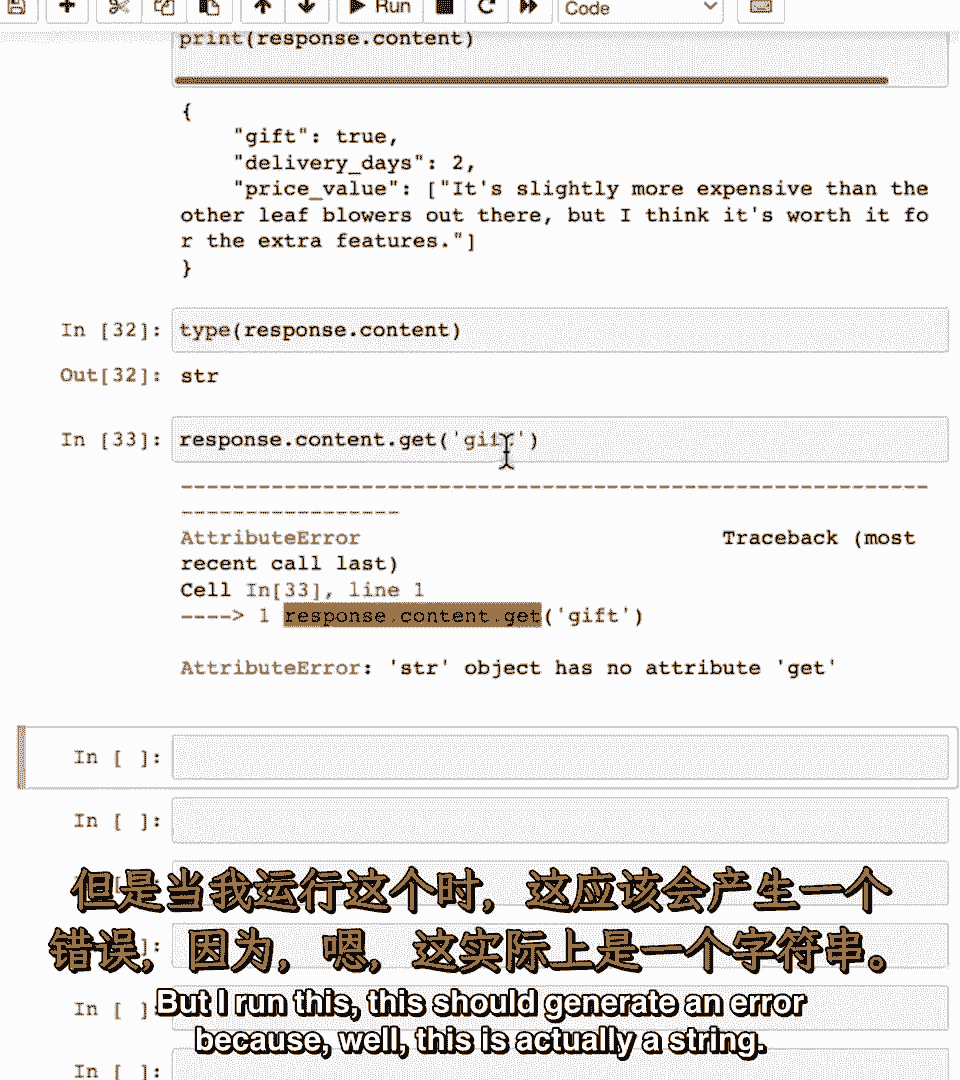 Run
Code
print(response.content)
{
"gift": true,
"delivery_days": 2,
"price_value": ["It's slightly more expensive than the
other leaf blowers out there, but I think it's worth it fo
r the extra features."]
}
In [32]: type(response.content)
Out[32]: str
In [33]: response.content.get('gift')
---------------------------------------------------------
-----------------
AttributeError Traceback (most
recent call last)
Cell In[33], line 1
----> 1 response.content.get('gift')
AttributeError: 'str' object has no attribute 'get'
In [ ]:
In [ ]:
但是当我运行这个时，这应该会产生一个
错误，因为，嗯，这实际上是一个字符串。
In [ ]:
But I run this, this should generate an error
because, well, this is actually a string.
In [ ]: